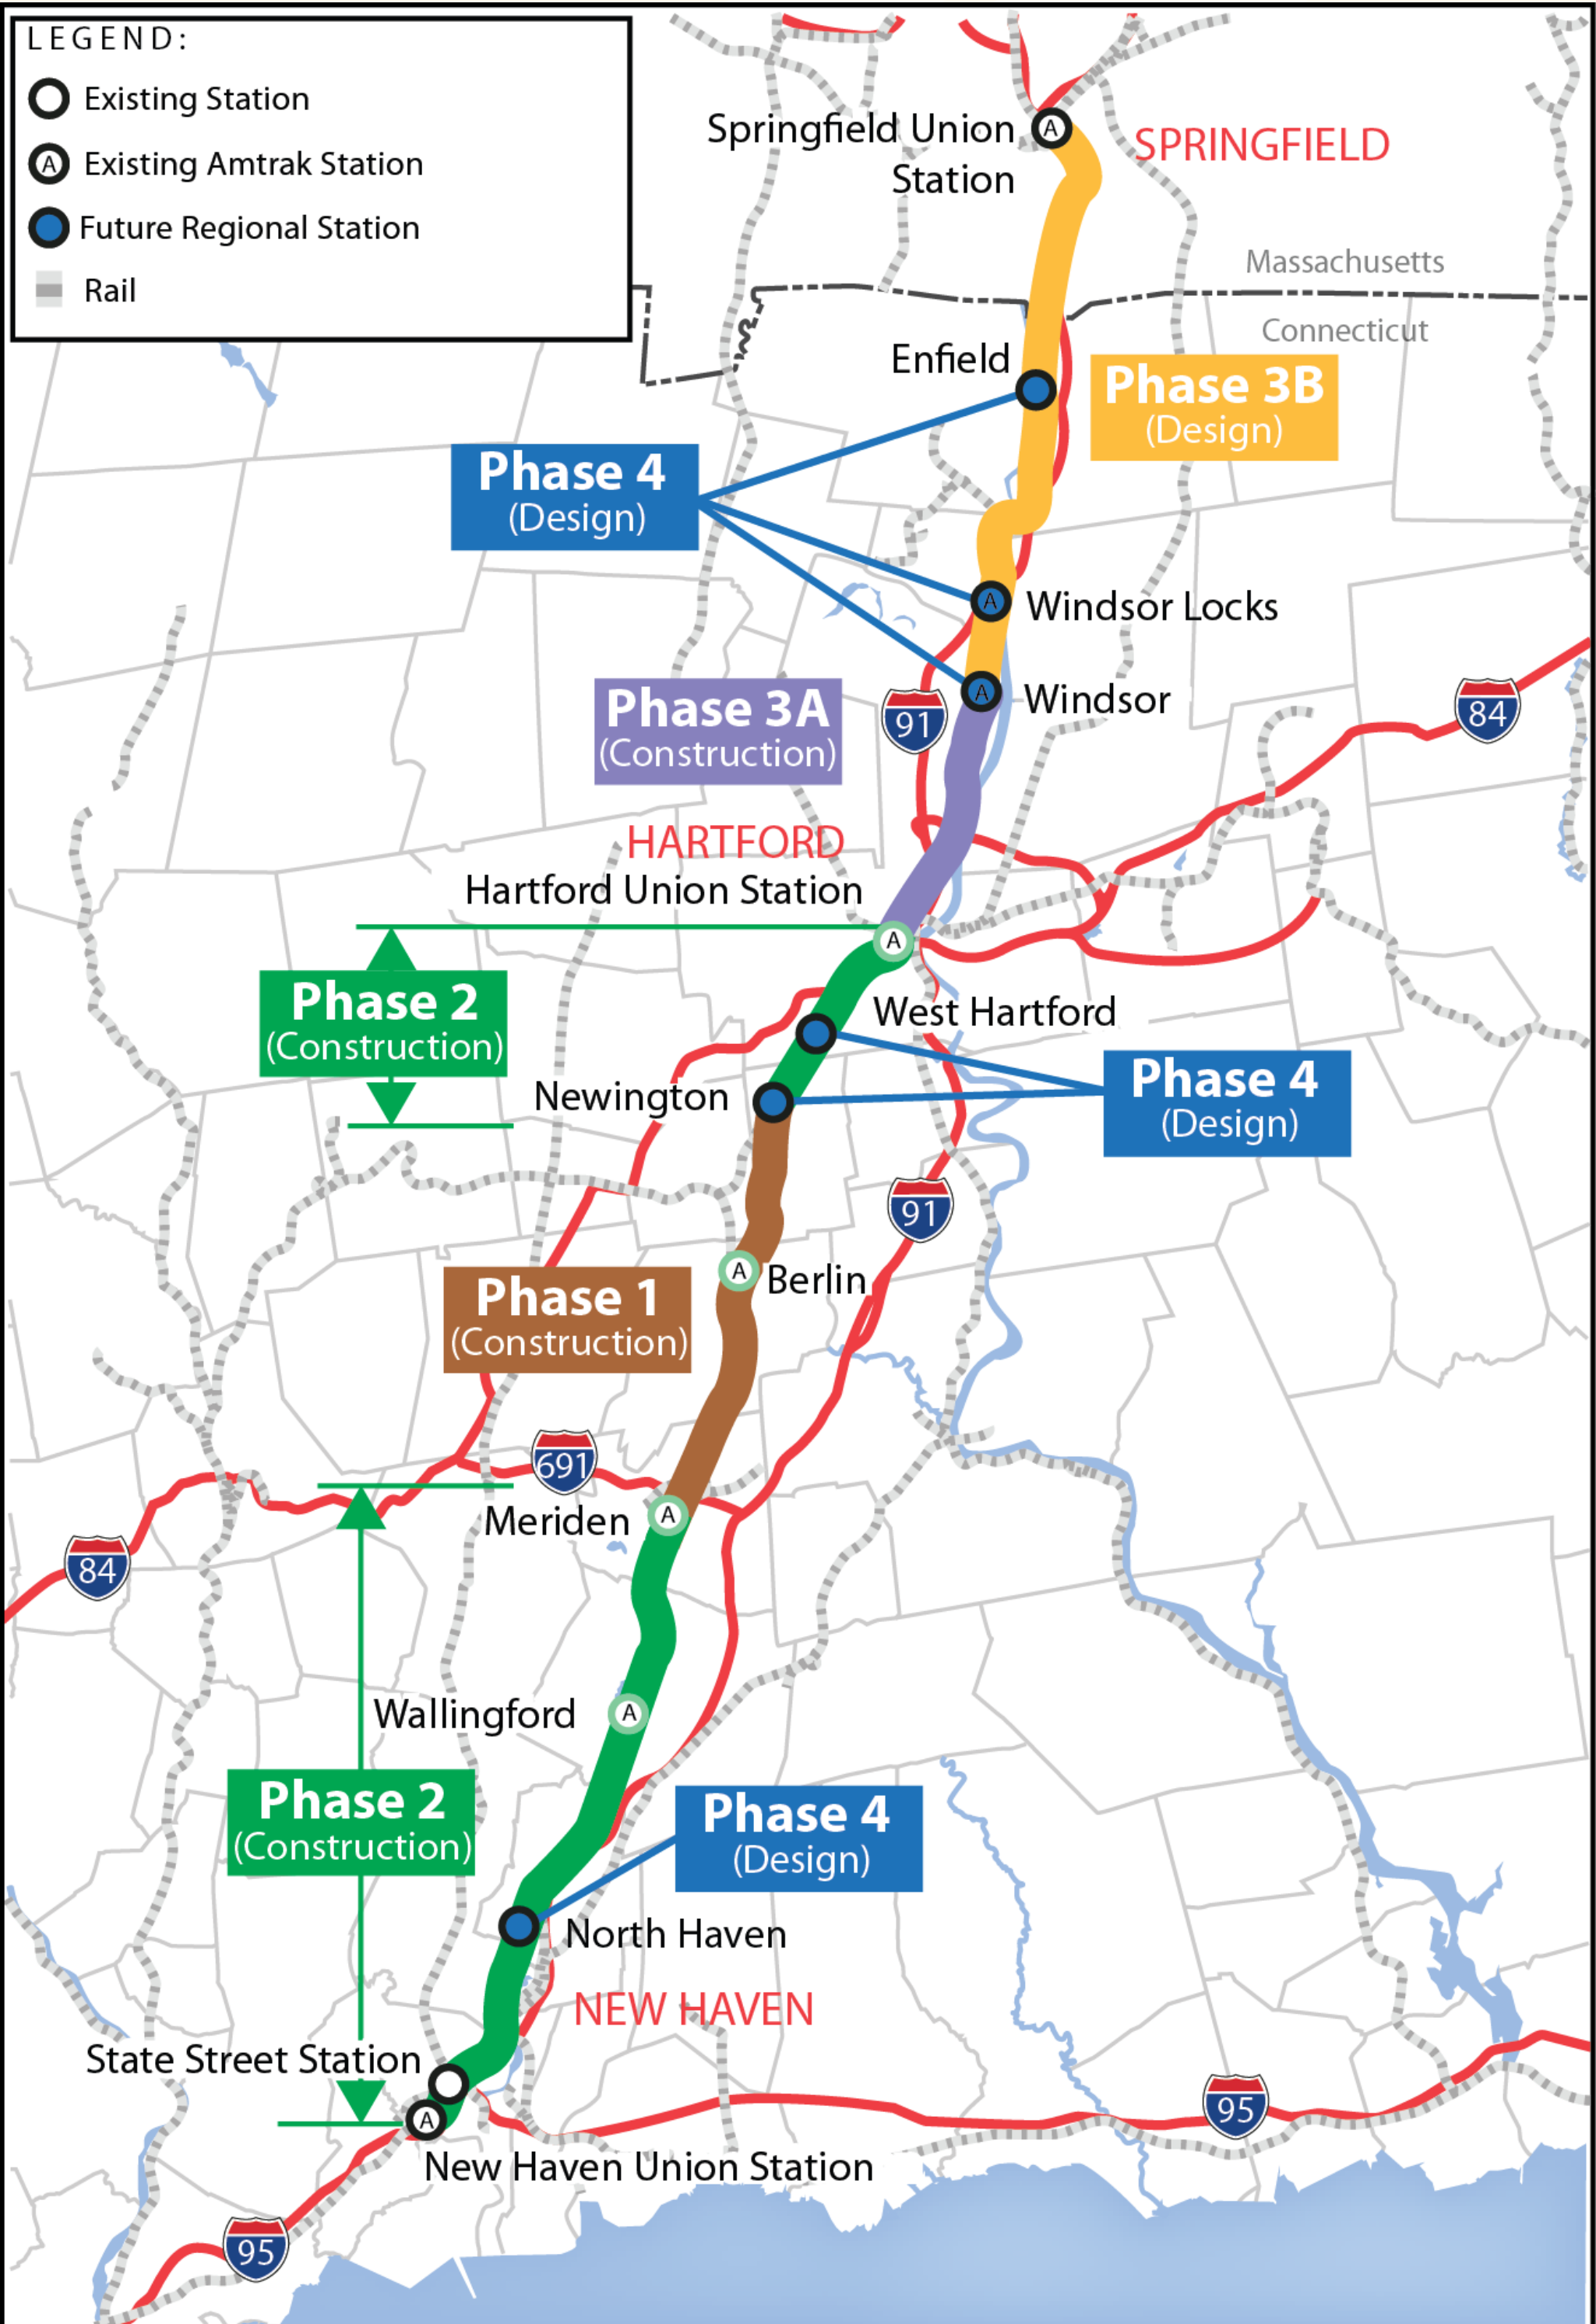 LEGEND:
Existing Station
A Existing Amtrak Station
Future Regional Station
Rail
Springfield Union
Station
A
SPRINGFIELD
Massachusetts
Connecticut
Enfield
Phase 3B
(Design)
Phase 4
(Design)
A Windsor Locks
A Windsor
Phase 3A
(Construction)
91
84
HARTFORD
Hartford Union Station
A
Phase 2
(Construction)
West Hartford
Newington
Phase 4
(Design)
91
A Berlin
Phase 1
(Construction)
691
Meriden A
84
Wallingford A
Phase 2
(Construction)
Phase 4
(Design)
North Haven
NEW HAVEN
State Street Station
A
95
New Haven Union Station
95